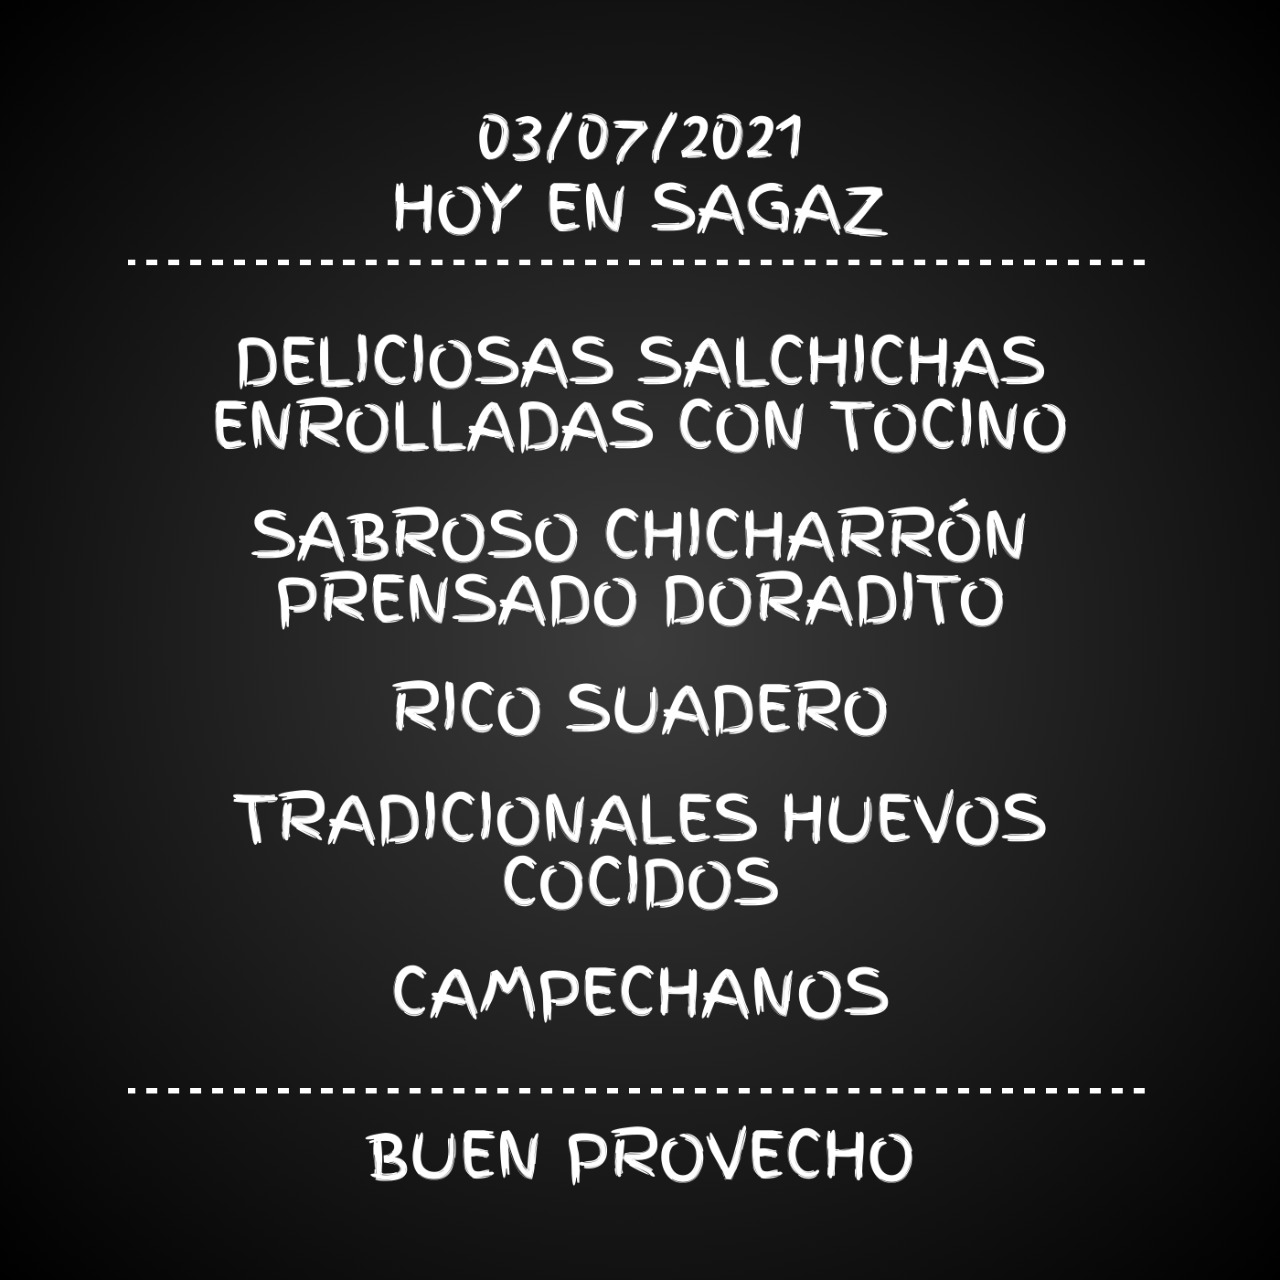 03/07/2021
HOY EN SAGAZ
DELICIOSAS SALCHICHAS
ENROLLADAS CON TOCINO
SABROSO CHICHARRÓN
PRENSADO DORADITO
RICO SUADERO
TRADICIONALES HUEVOS
COCIDOS
CAMPECHANOS
BUEN PROVECHO